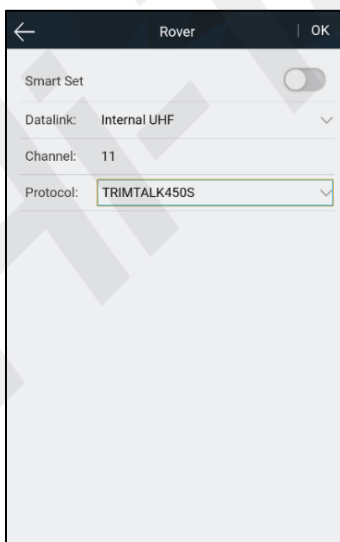 Rover | OK
Smart Set
Datalink: Internal UHF
Channel: 11
Protocol: TRIMTALK450S